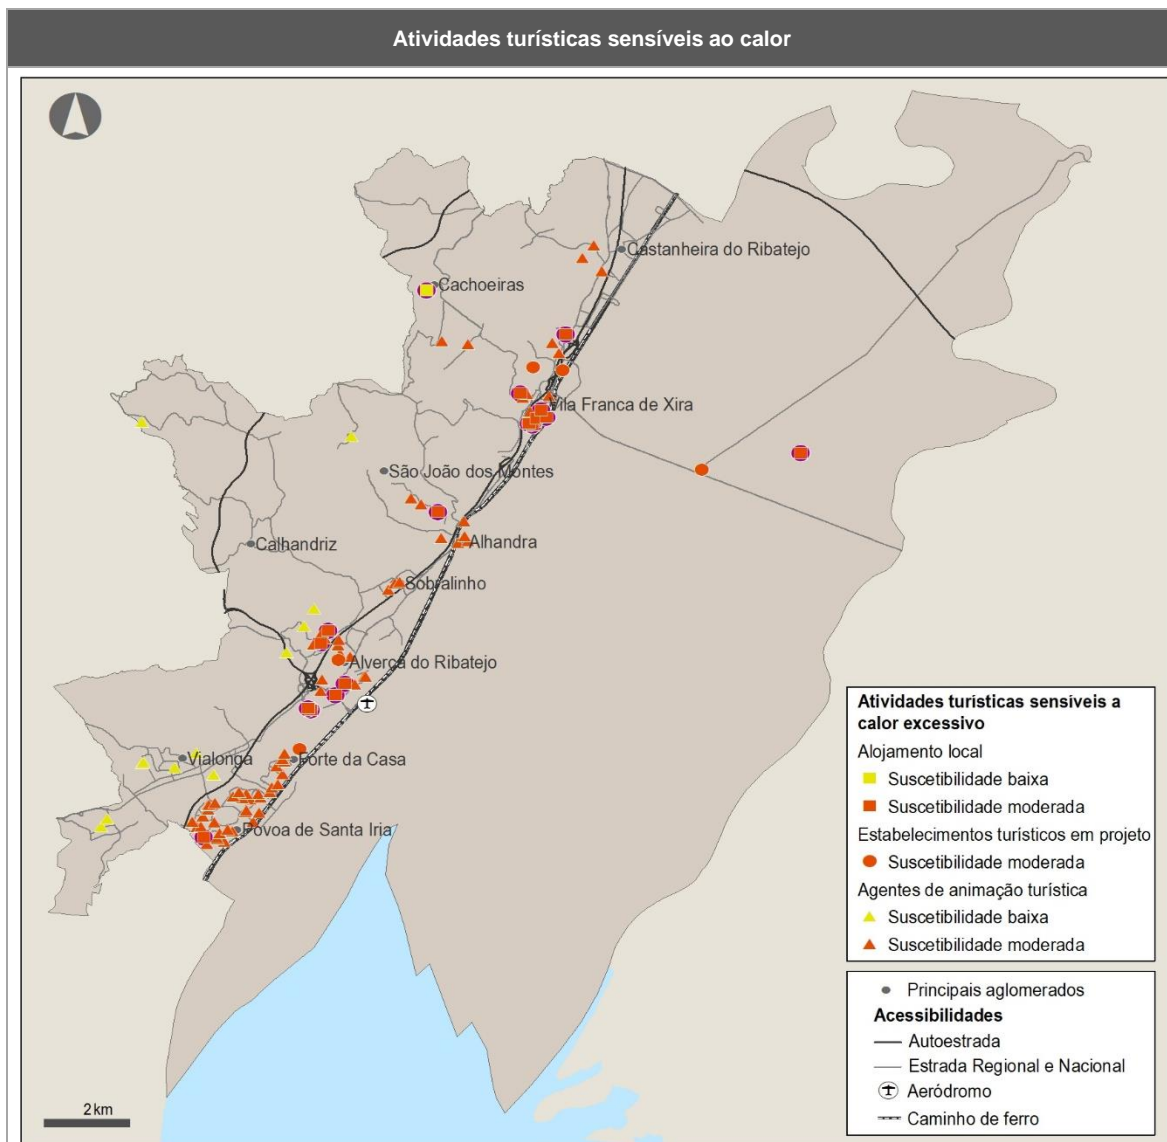 Atividades turísticas sensíveis ao calor
Castanheira do Ribatejo
Cachoeiras
Vila Franca de Xira
São João dos Montes
Alhandra
Calhandriz
Sobralinho
Alverca do Ribatejo
Vialonga
Forte da Casa
Póvoa de Santa Iria
Atividades turísticas sensíveis a
calor excessivo
Alojamento local
Suscetibilidade baixa
Suscetibilidade moderada
Estabelecimentos turísticos em projeto
Suscetibilidade moderada
Agentes de animação turística
Suscetibilidade baixa
Suscetibilidade moderada
Principais aglomerados
Acessibilidades
Autoestrada
Estrada Regional e Nacional
Aeródromo
Caminho de ferro
2 km